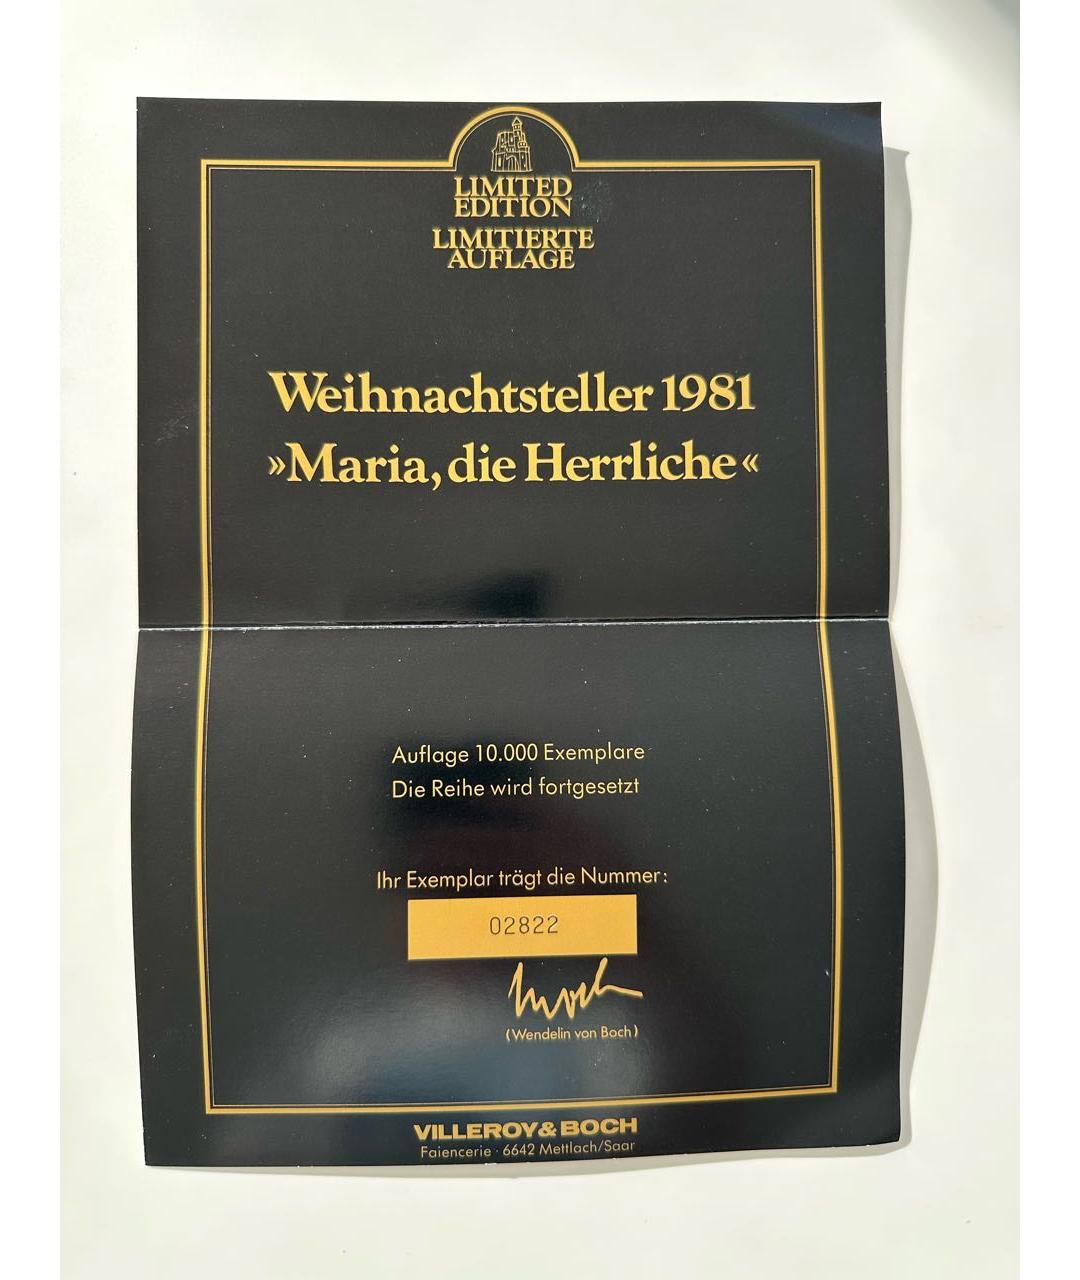 LIMITED
EDITION
LIMITIERTE
AUFLAGE
Weihnachtsteller 1981
»Maria, die Herrliche«
Auflage 10.000 Exemplare
Die Reihe wird fortgesetzt
Ihr Exemplar trägt die Nummer:
02822
Boch
(Wendelin von Boch)
VILLEROY & BOCH
Faiencerie · 6642 Mettlach/Saar